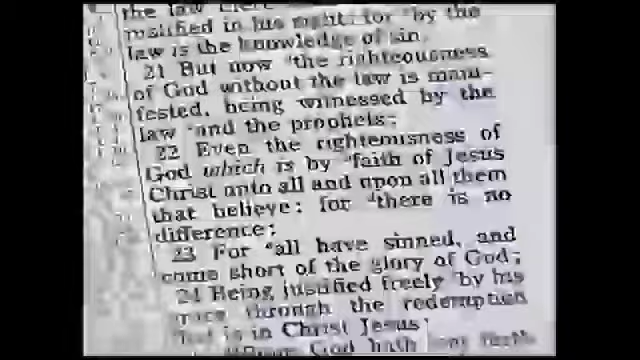 the law
justified in his sight: for by the
law is the knowledge of sin.
21 But now the righteousness
of God without the law is mani-
fested, being witnessed by the
law and the prophets;
22 Even the righteousness of
God which is by faith of Jesus
Christ unto all and upon all them
that believe: for there is no
difference:
23 For all have sinned, and
come short of the glory of God;
24 Being justified freely by his
through the redemption
is in Christ Jesus:
God hath